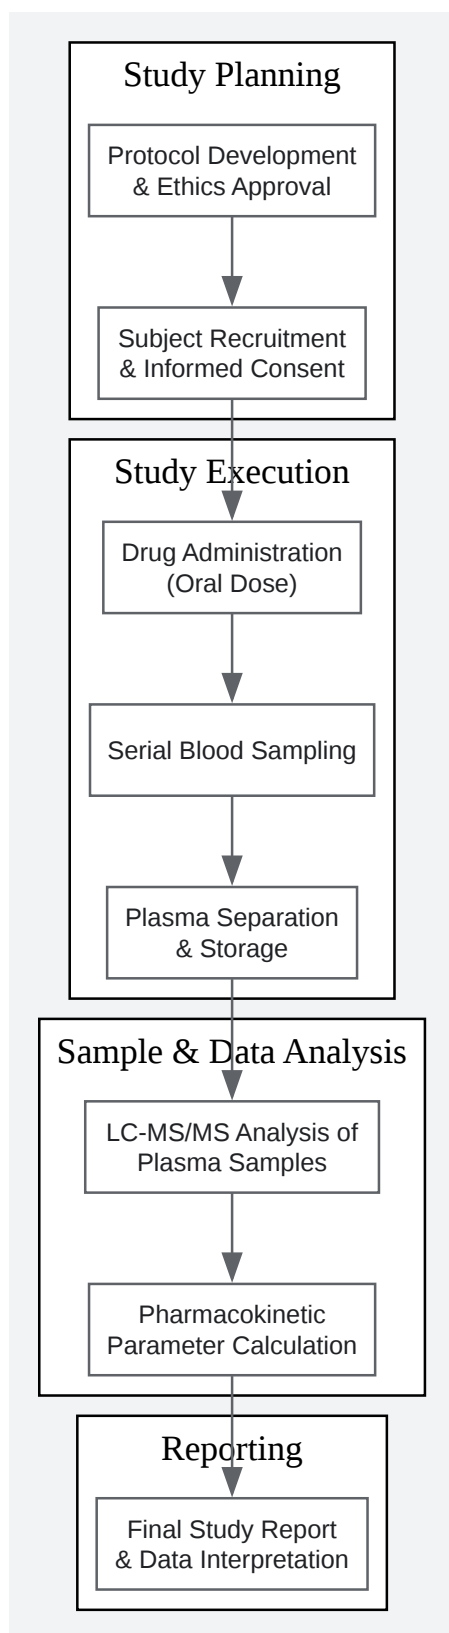 Study Planning
Protocol Development
& Ethics Approval
Subject Recruitment
& Informed Consent
Study Execution
Drug Administration
(Oral Dose)
Serial Blood Sampling
Plasma Separation
& Storage
Sample & Data Analysis
LC-MS/MS Analysis of
Plasma Samples
Pharmacokinetic
Parameter Calculation
Reporting
Final Study Report
& Data Interpretation